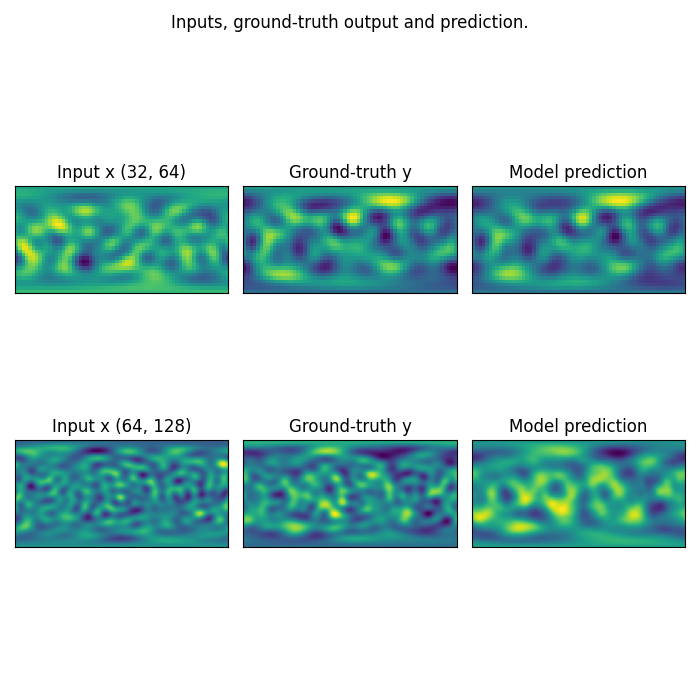 Inputs, ground-truth output and prediction.
Input x (32, 64)
Ground-truth y
Model prediction
Input x (64, 128)
Ground-truth y
Model prediction